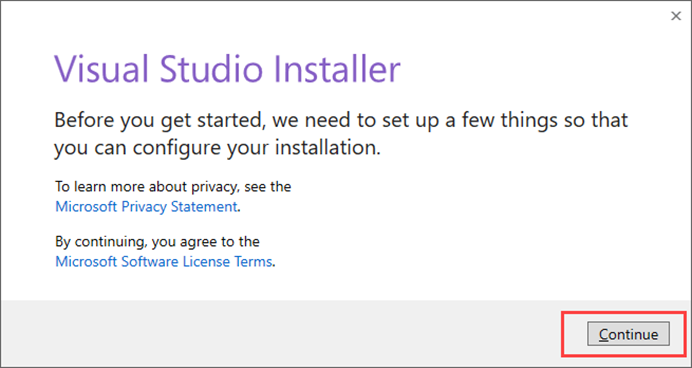 Visual Studio Installer
Before you get started, we need to set up a few things so that
you can configure your installation.
To learn more about privacy, see the
Microsoft Privacy Statement.
By continuing, you agree to the
Microsoft Software License Terms.
Continue